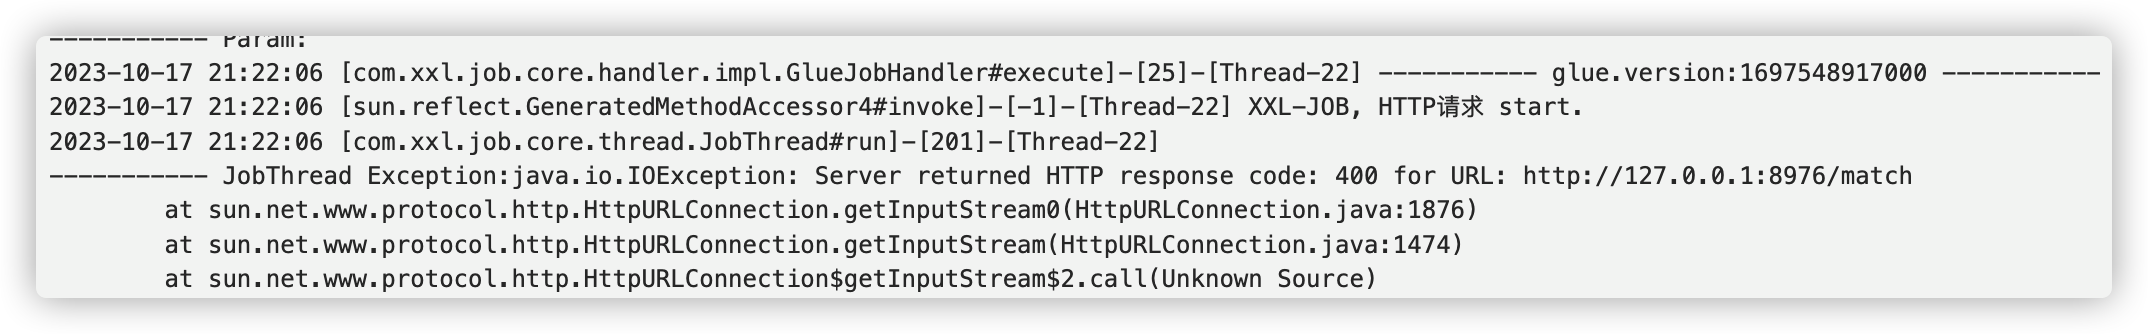 ----------- Param:
2023-10-17 21:22:06 [com.xxl.job.core.handler.impl.GlueJobHandler#execute]-[25]-[Thread-22] ----------- glue.version:1697548917000 -----------
2023-10-17 21:22:06 [sun.reflect.GeneratedMethodAccessor4#invoke]-[-1]-[Thread-22] XXL-JOB, HTTP请求 start.
2023-10-17 21:22:06 [com.xxl.job.core.thread.JobThread#run]-[201]-[Thread-22]
----------- JobThread Exception:java.io.IOException: Server returned HTTP response code: 400 for URL: http://127.0.0.1:8976/match
at sun.net.www.protocol.http.HttpURLConnection.getInputStream0(HttpURLConnection.java:1876)
at sun.net.www.protocol.http.HttpURLConnection.getInputStream(HttpURLConnection.java:1474)
at sun.net.www.protocol.http.HttpURLConnection$getInputStream$2.call(Unknown Source)